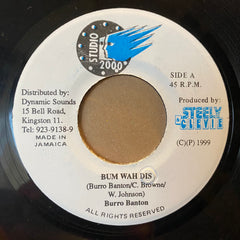 STUDIO
2000
SIDE A
45 R.P.M.
Distributed by:
Dynamic Sounds
15 Bell Road,
Kingston 11.
Tel: 923-9138-9
MADE IN
JAMAICA
Produced by:
STEELY
& CLEVIE
(C)(P) 1999
BUM WAH DIS
(Burro Banton/C. Browne/
W. Johnson)
Burro Banton
ALL RIGHTS RESERVED